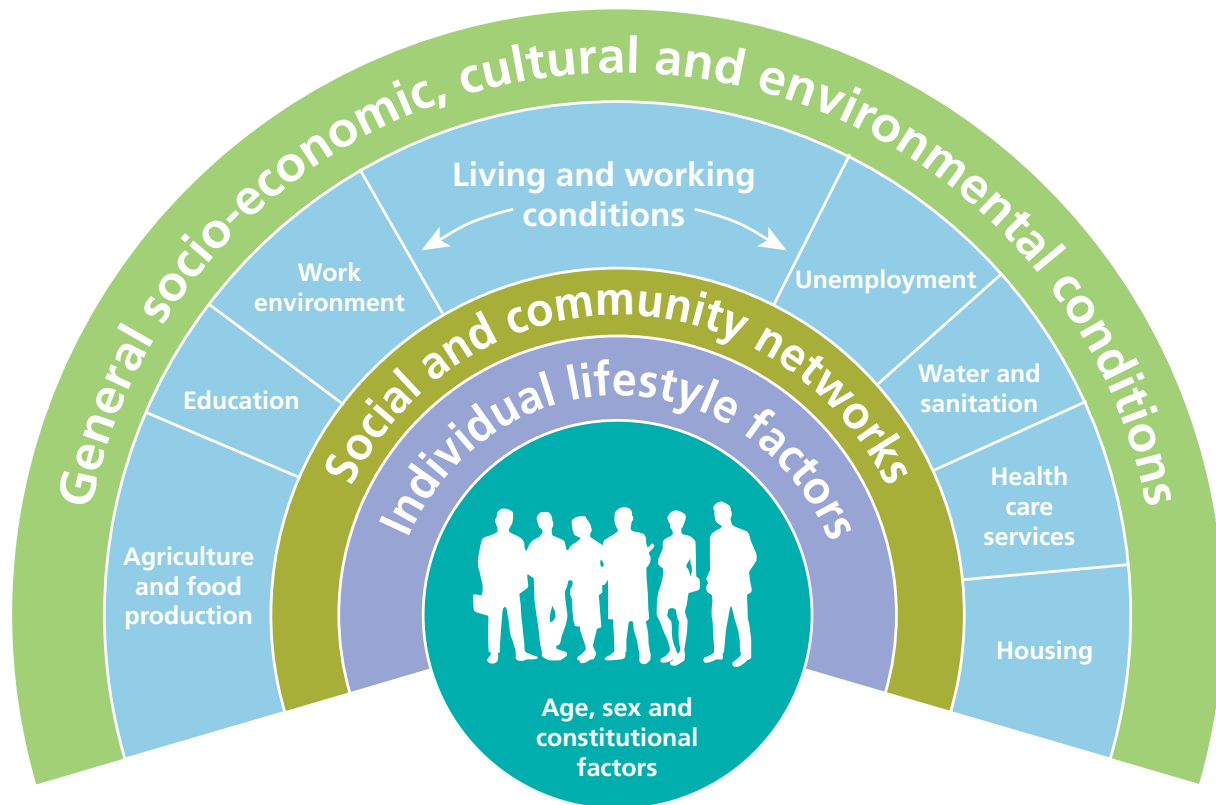 General socio-economic, cultural and environmental conditions
Living and working
conditions
Work
environment
Unemployment
Education
Water and
sanitation
Agriculture
and food
production
Health
care
services
Housing
Social and community networks
Individual lifestyle factors
Age, sex and
constitutional
factors